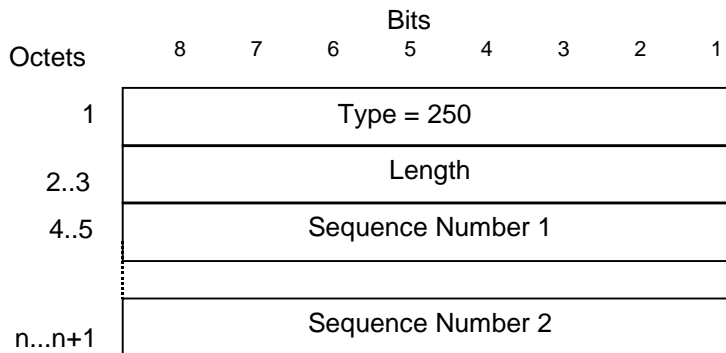 Bits
Octets 8 7 6 5 4 3 2 1
1 Type = 250
2..3 Length
4..5 Sequence Number 1
n...n+1 Sequence Number 2